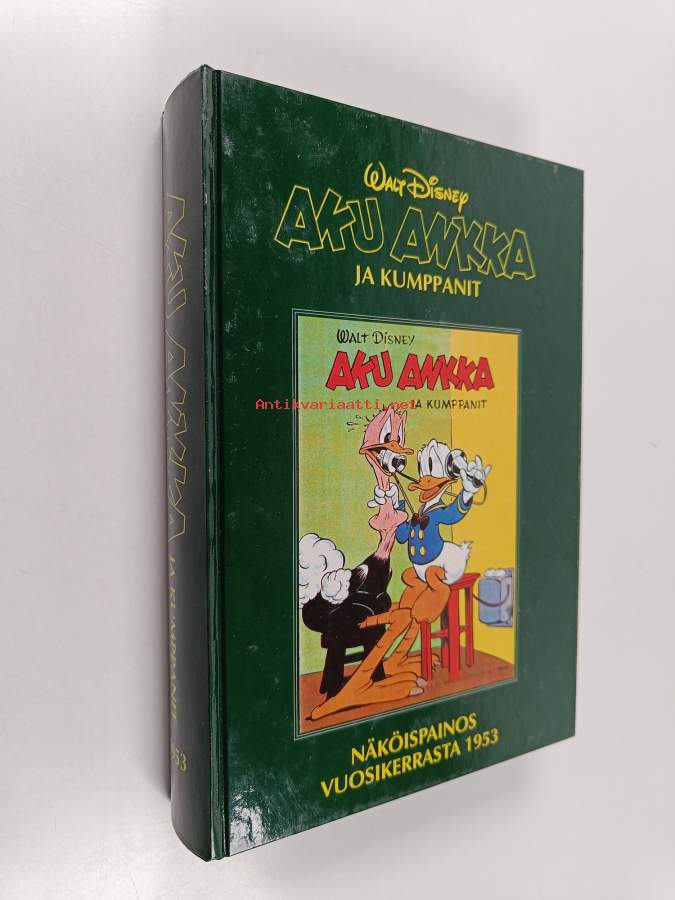 WALT DISNEY
AKU ANKKA
JA KUMPPANIT
WALT DISNEY
AKU ANKKA
JA KUMPPANIT
Antikvariaatti.net
NÄKÖISPAINOS
VUOSIKERRASTA 1953
AKU ANKKA JA KUMPPANIT 1953